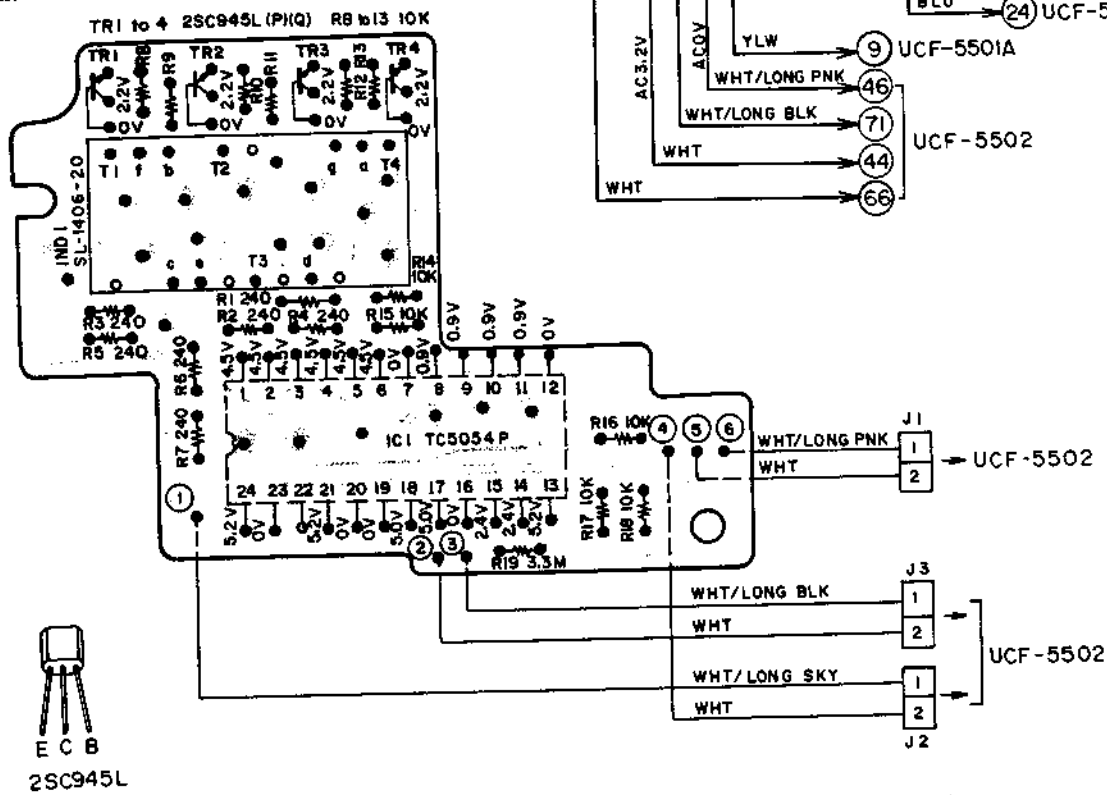 TR1 to 4 2SC945L (P)(Q) R8 to 13 10K
BLU
24 UCF-5
YLW
9 UCF-5501A
AC3.2V
AC0V
WHT/LONG PNK
46
WHT/LONG BLK
71
UCF-5502
WHT
44
WHT
66
TR1 R8 R9 TR2 R10 R11 TR3 R12 R13 TR4
2.2V 2.2V 2.2V 2.2V
0V 0V 0V 0V
T1 f b T2 g a T4
IND1
SL-1406-20
c e T3 d
R14
10K
R1 240
R3 240 R2 240 R4 240 R15 10K
R5 240
R6 240
R7 240
4.5V 4.5V 4.5V 4.5V 4.5V 0V 0.9V 0.9V 0.9V 0.9V 0V
1 2 3 4 5 6 7 8 9 10 11 12
IC1 TC5054P
24 23 22 21 20 19 18 17 16 15 14 13
5.2V 0V 5.2V 0V 0V 5.0V 5.0V 0V 2.4V 2.4V 5.2V
R16 10K 4 5 6
R17 10K R18 10K
1
2 3
R19 3.3M
J1
WHT/LONG PNK 1
WHT 2
UCF-5502
J3
WHT/LONG BLK 1
WHT 2
UCF-5502
WHT/LONG SKY 1
WHT 2
J2
E C B
2SC945L